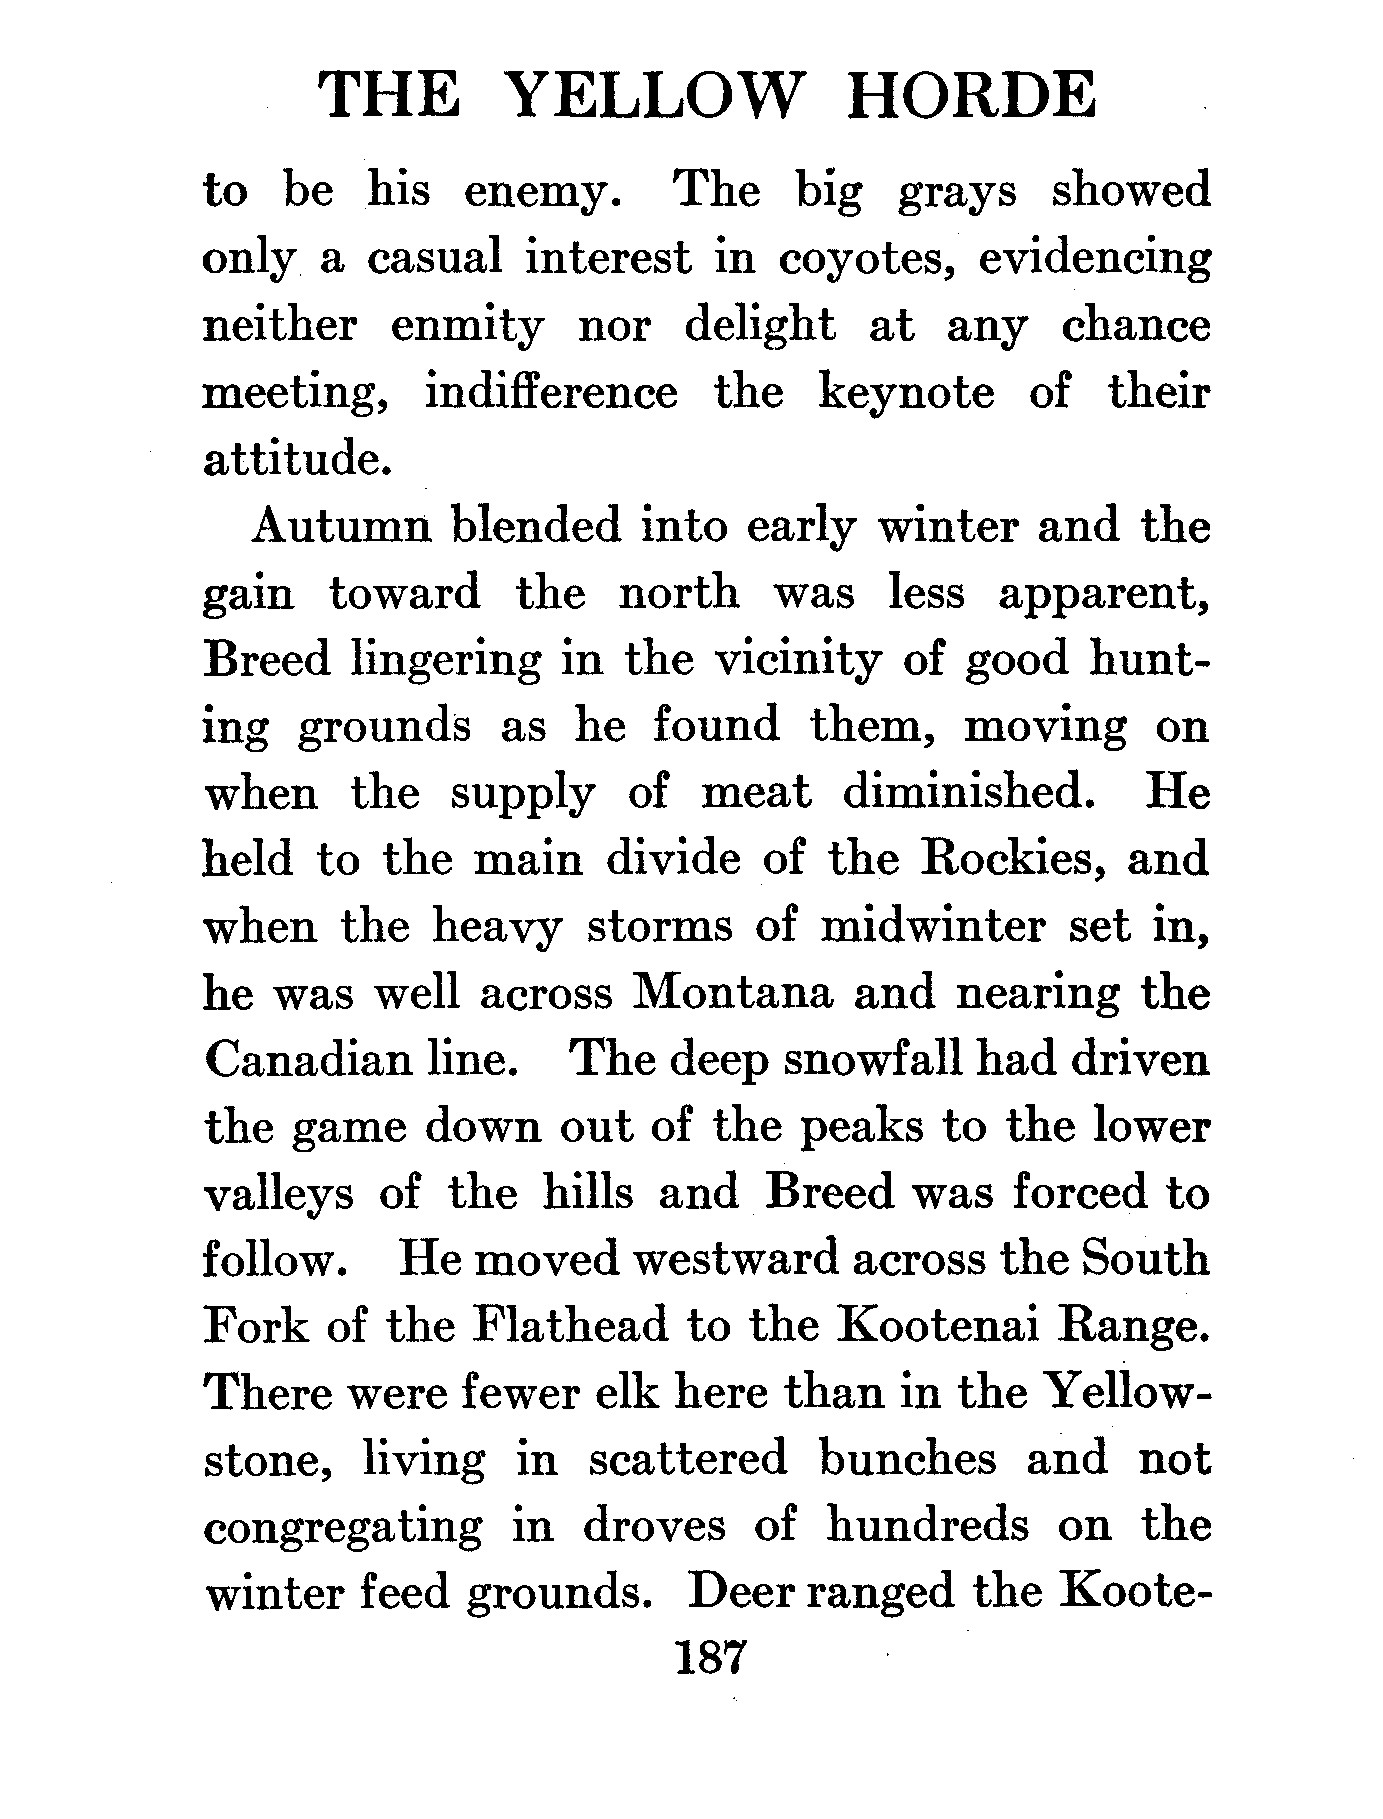 THE YELLOW HORDE
to be his enemy. The big grays showed
only a casual interest in coyotes, evidencing
neither enmity nor delight at any chance
meeting, indifference the keynote of their
attitude.
Autumn blended into early winter and the
gain toward the north was less apparent,
Breed lingering in the vicinity of good hunt-
ing grounds as he found them, moving on
when the supply of meat diminished. He
held to the main divide of the Rockies, and
when the heavy storms of midwinter set in,
he was well across Montana and nearing the
Canadian line. The deep snowfall had driven
the game down out of the peaks to the lower
valleys of the hills and Breed was forced to
follow. He moved westward across the South
Fork of the Flathead to the Kootenai Range.
There were fewer elk here than in the Yellow-
stone, living in scattered bunches and not
congregating in droves of hundreds on the
winter feed grounds. Deer ranged the Koote-
187